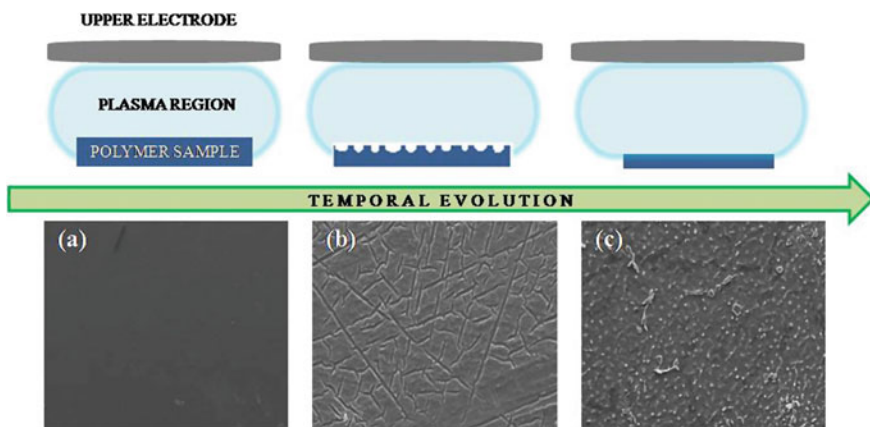 UPPER ELECTRODE
PLASMA REGION
POLYMER SAMPLE
TEMPORAL EVOLUTION
(a)
(b)
(c)